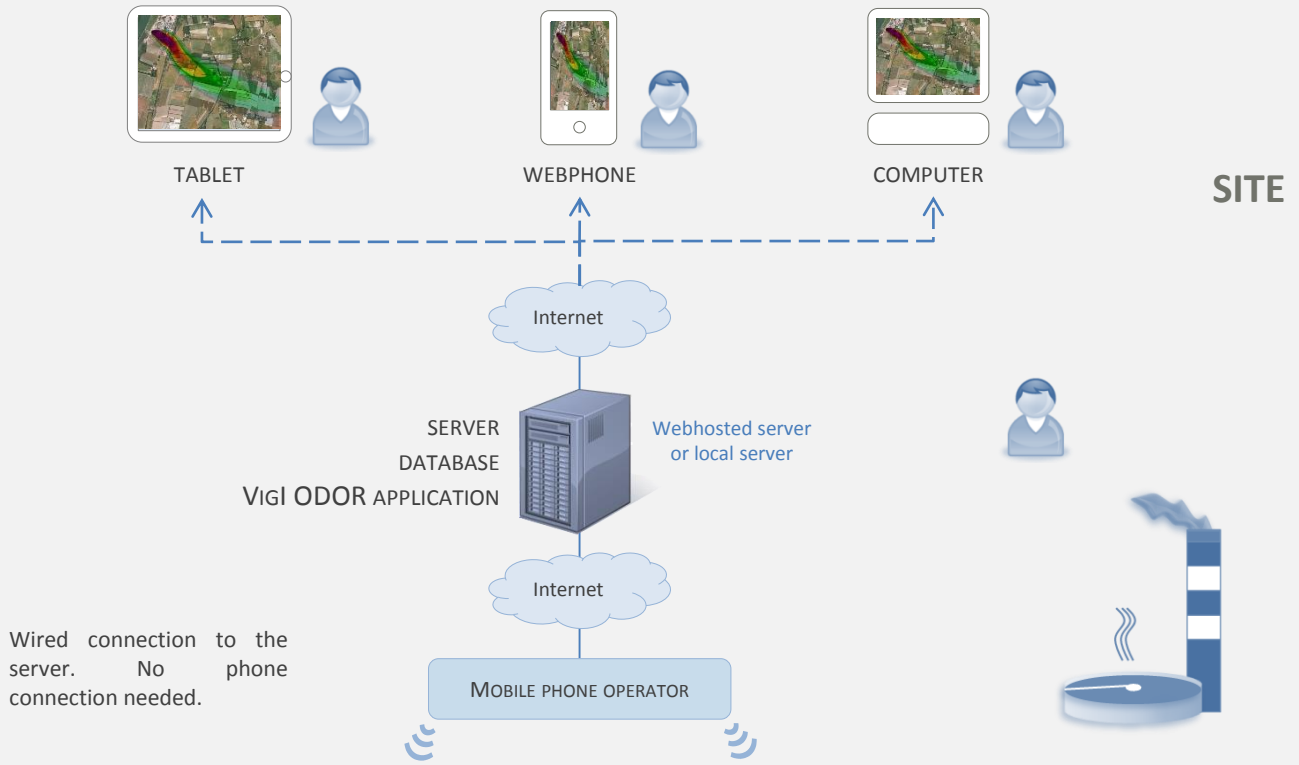 TABLET
WEBPHONE
COMPUTER
SITE
Internet
SERVER
DATABASE
VIGI ODOR APPLICATION
Webhosted server
or local server
Internet
Wired connection to the
server. No phone
connection needed.
MOBILE PHONE OPERATOR